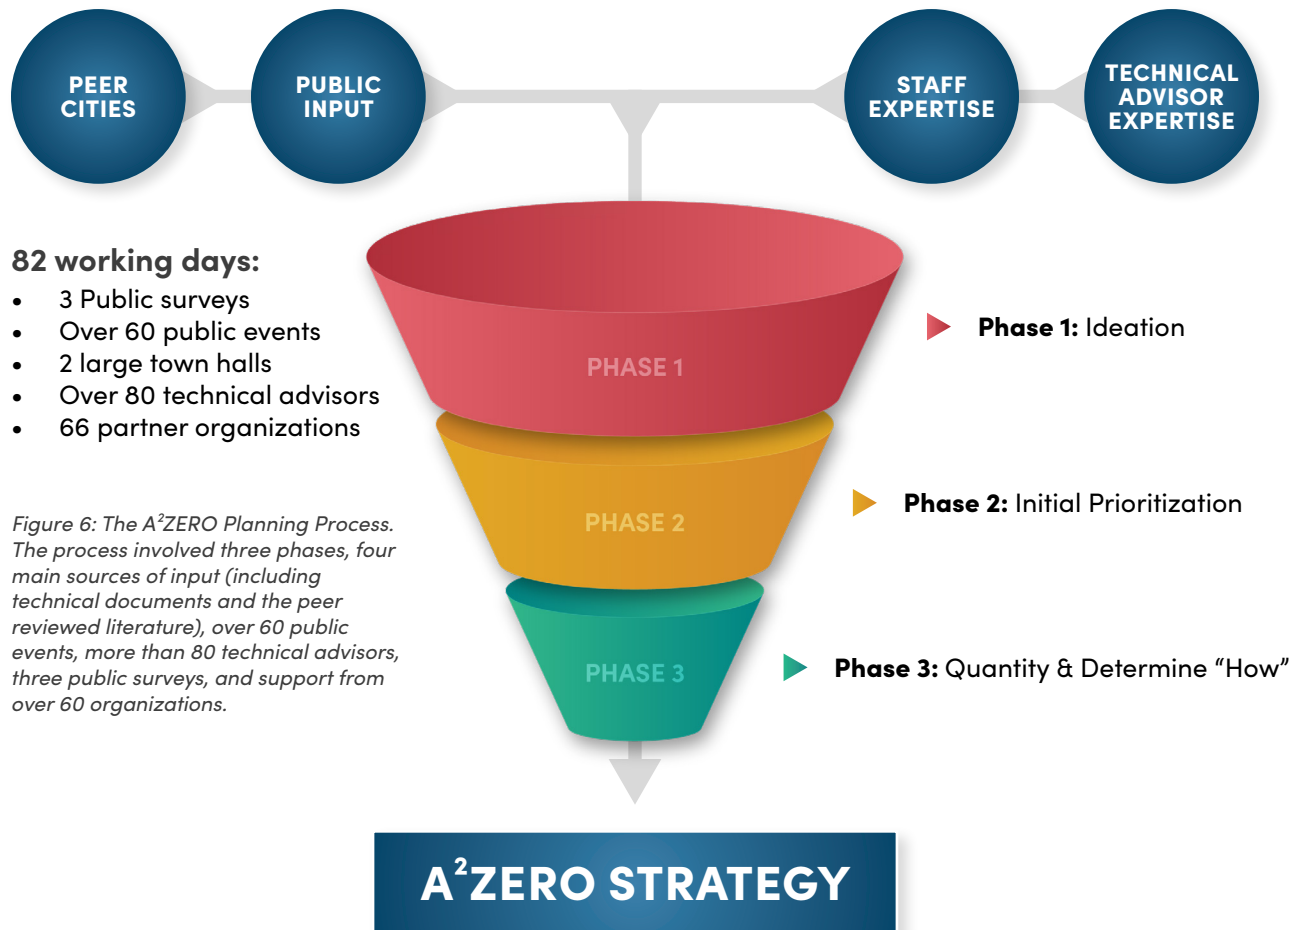 PEER
CITIES
PUBLIC
INPUT
STAFF
EXPERTISE
TECHNICAL
ADVISOR
EXPERTISE
82 working days:
• 3 Public surveys
• Over 60 public events
• 2 large town halls
• Over 80 technical advisors
• 66 partner organizations
Figure 6: The A²ZERO Planning Process.
The process involved three phases, four
main sources of input (including
technical documents and the peer
reviewed literature), over 60 public
events, more than 80 technical advisors,
three public surveys, and support from
over 60 organizations.
PHASE 1
Phase 1: Ideation
PHASE 2
Phase 2: Initial Prioritization
PHASE 3
Phase 3: Quantity & Determine “How”
A²ZERO STRATEGY